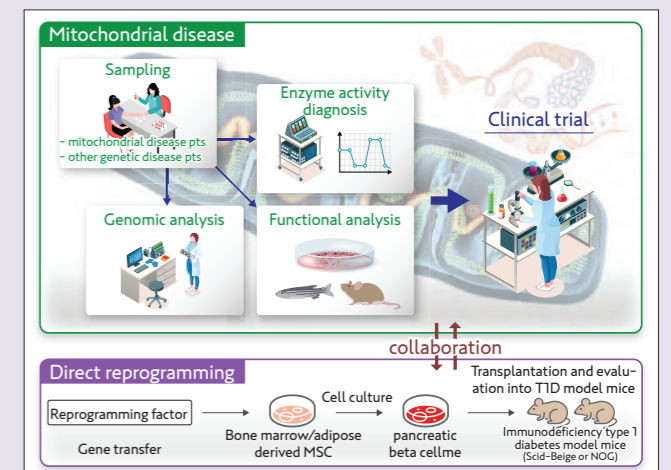 Mitochondrial disease
Sampling
- mitochondrial disease pts
- other genetic disease pts
Enzyme activity
diagnosis
Clinical trial
Genomic analysis
Functional analysis
collaboration
Direct reprogramming
Reprogramming factor
Gene transfer
Bone marrow/adipose
derived MSC
Cell culture
pancreatic
beta cellme
Transplantation and evalu-
ation into T1D model mice
Immunodeficiency type 1
diabetes model mice
(Scid-Beige or NOG)